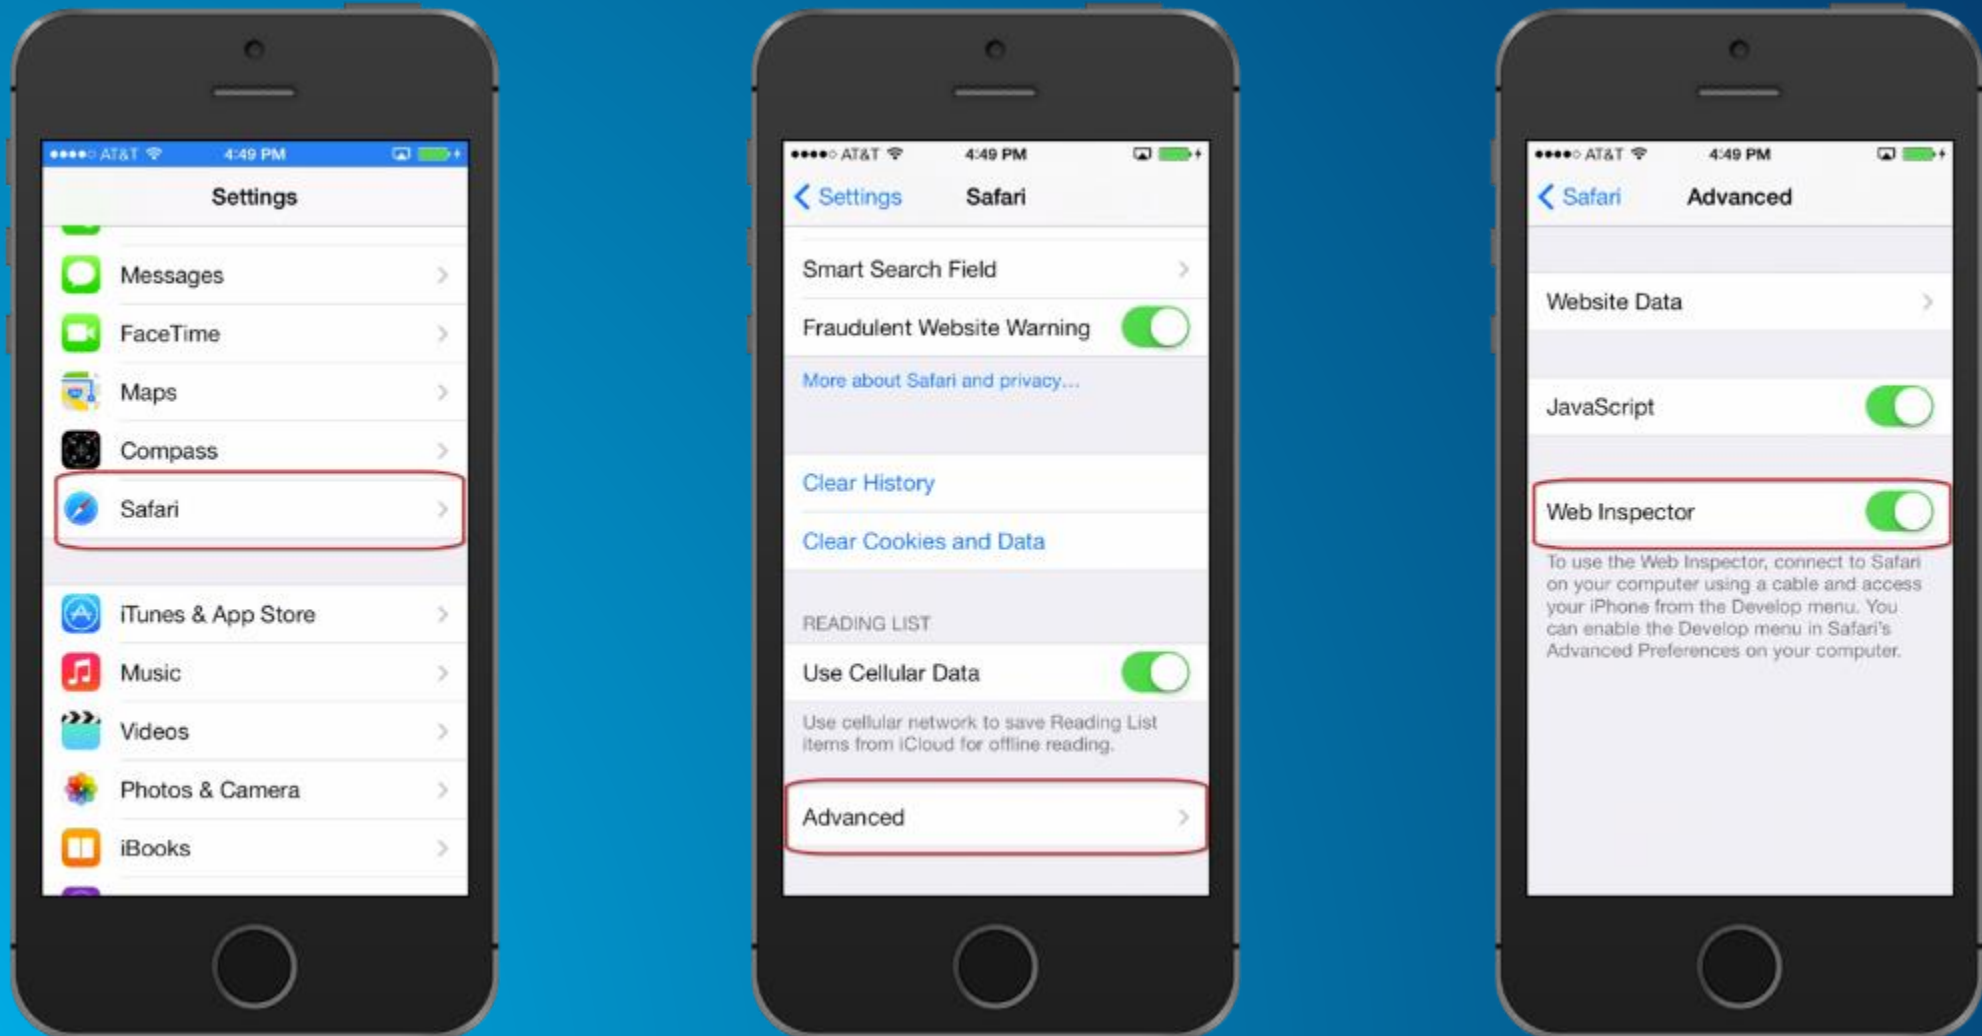 AT&T 4:49 PM
Settings
Messages
FaceTime
Maps
Compass
Safari
iTunes & App Store
Music
Videos
Photos & Camera
iBooks
AT&T 4:49 PM
Settings Safari
Smart Search Field
Fraudulent Website Warning
More about Safari and privacy...
Clear History
Clear Cookies and Data
READING LIST
Use Cellular Data
Use cellular network to save Reading List
items from iCloud for offline reading.
Advanced
AT&T 4:49 PM
Safari Advanced
Website Data
JavaScript
Web Inspector
To use the Web Inspector, connect to Safari
on your computer using a cable and access
your iPhone from the Develop menu. You
can enable the Develop menu in Safari's
Advanced Preferences on your computer.